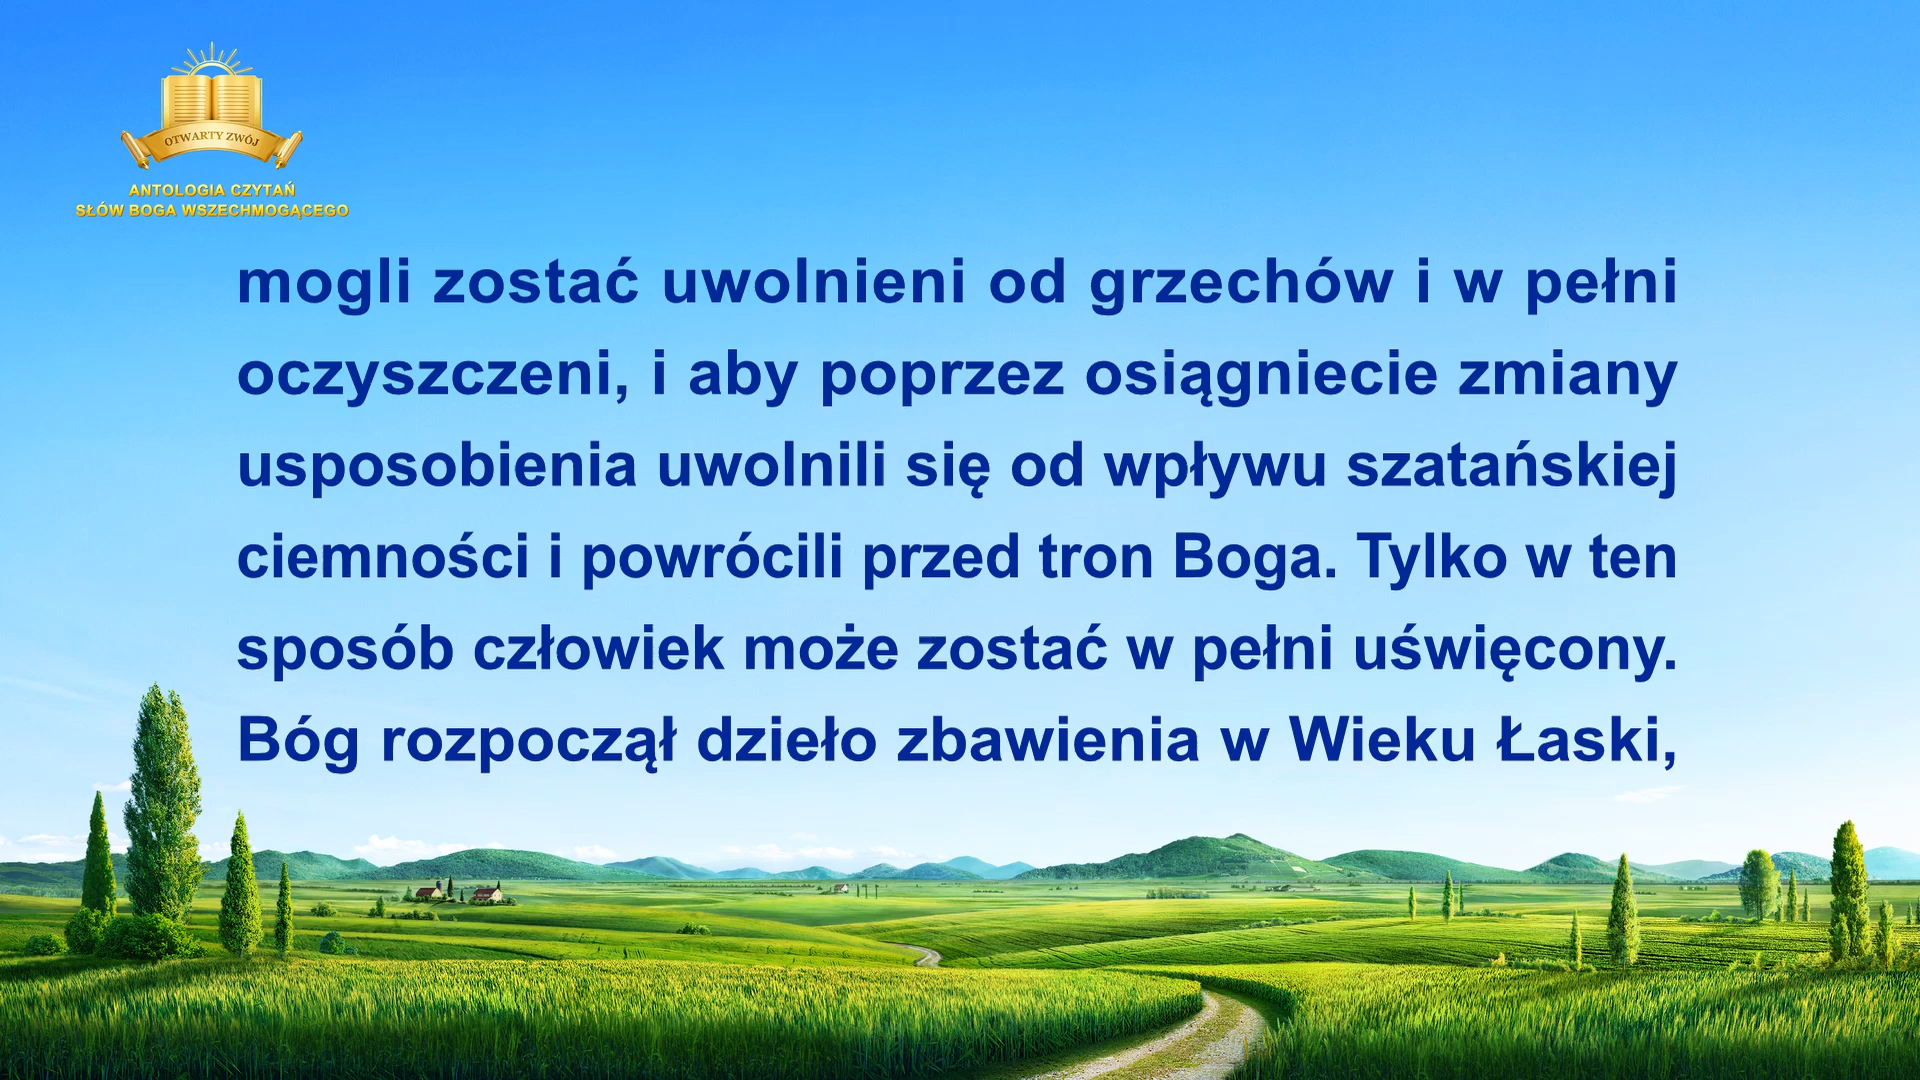 OTWARTY ZWÓJ
ANTOLOGIA CZYTAŃ
SŁÓW BOGA WSZECHMOGĄCEGO
mogli zostać uwolnieni od grzechów i w pełni
oczyszczeni, i aby poprzez osiągniecie zmiany
usposobienia uwolnili się od wpływu szatańskiej
ciemności i powrócili przed tron Boga. Tylko w ten
sposób człowiek może zostać w pełni uświęcony.
Bóg rozpoczął dzieło zbawienia w Wieku Łaski,